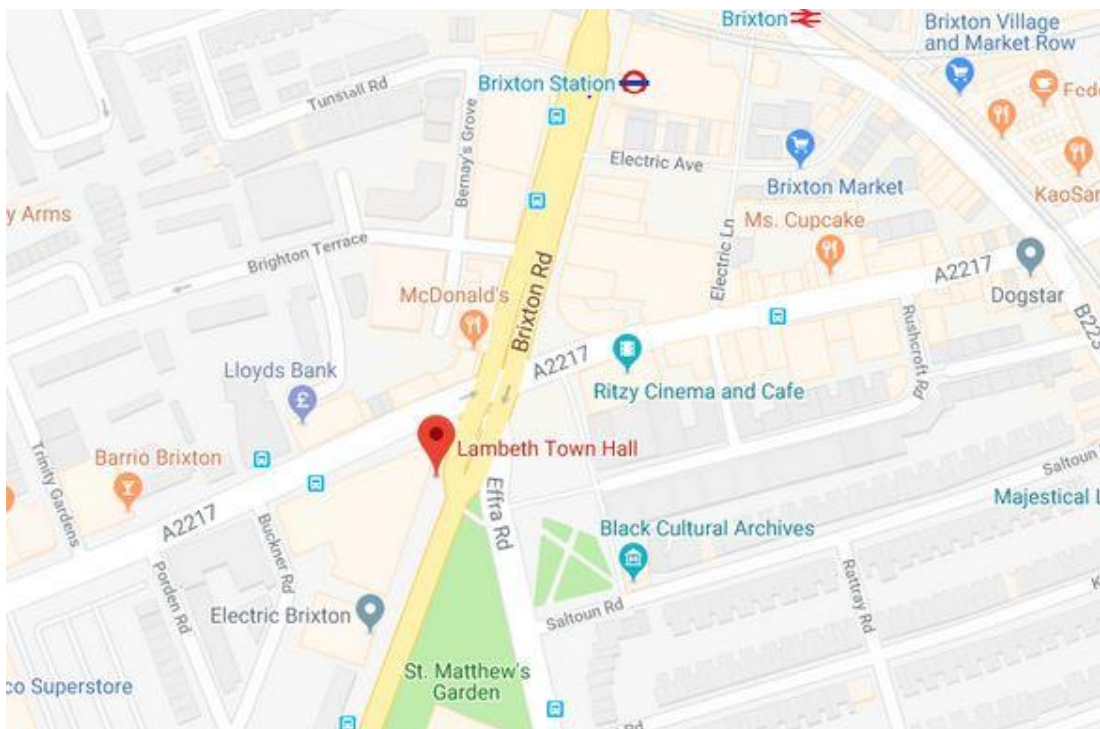 Brixton
Brixton Village
and Market Row
Brixton Station
Tunstall Rd
Bernay's Grove
Electric Ave
Brixton Market
y Arms
Ms. Cupcake
KaoSar
Brighton Terrace
Electric Ln
A2217
Dogstar
McDonald's
Brixton Rd
B223
Rushcroft Rd
A2217
Lloyds Bank
£
Ritzy Cinema and Cafe
Lambeth Town Hall
Barrio Brixton
Trinity Gardens
Saltoun
Majestical L
A2217
Buckner Rd
Effra Rd
Black Cultural Archives
Porden Rd
Rattray Rd
Electric Brixton
Saltoun Rd
St. Matthew's
Garden
co Superstore